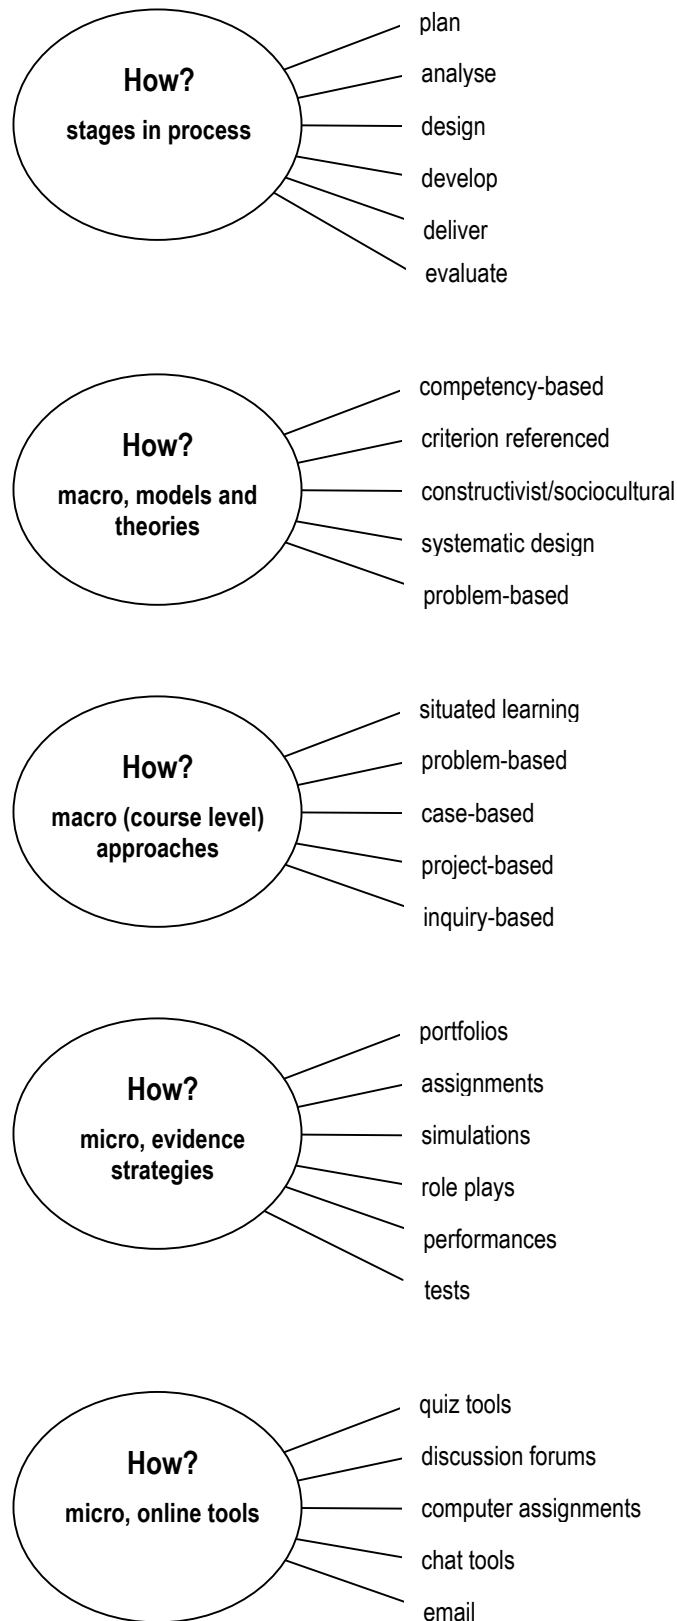 How?
stages in process
plan
analyse
design
develop
deliver
evaluate
How?
macro, models and
theories
competency-based
criterion referenced
constructivist/sociocultural
systematic design
problem-based
How?
macro (course level)
approaches
situated learning
problem-based
case-based
project-based
inquiry-based
How?
micro, evidence
strategies
portfolios
assignments
simulations
role plays
performances
tests
How?
micro, online tools
quiz tools
discussion forums
computer assignments
chat tools
email